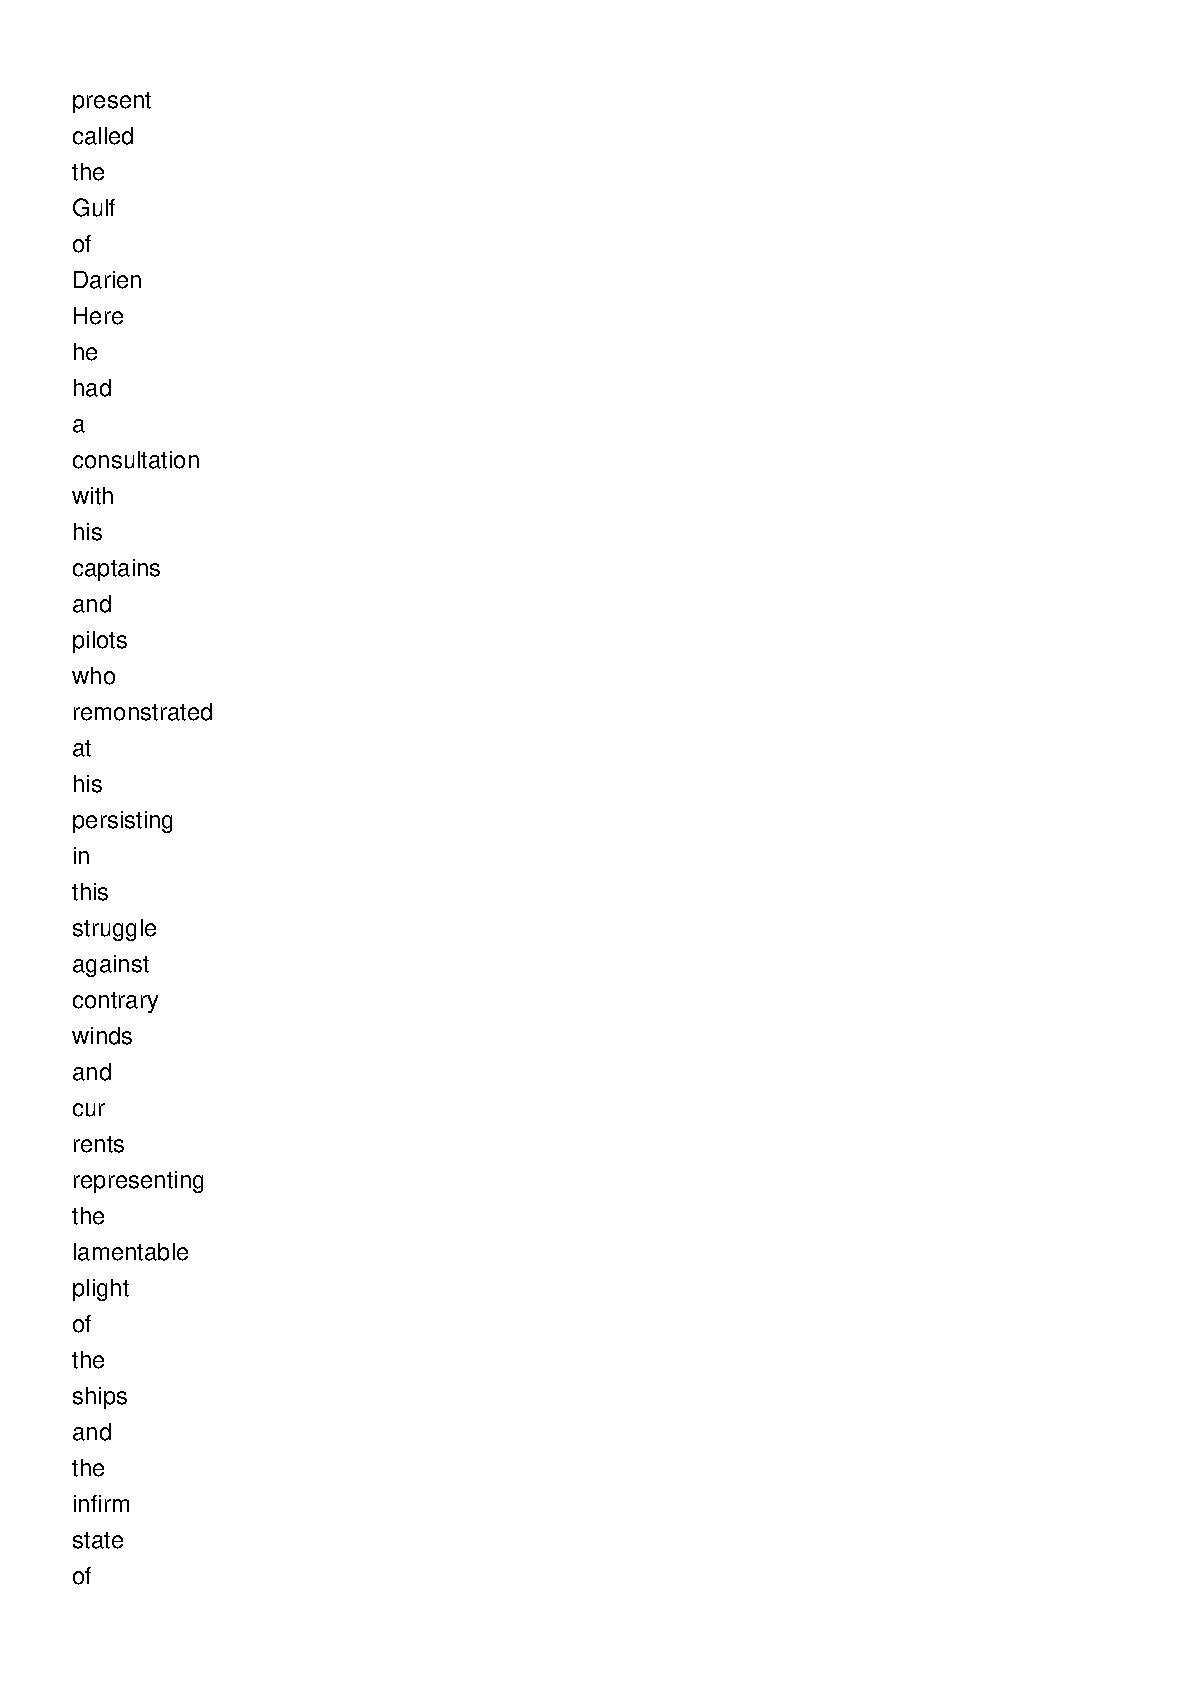 present
called
the
Gulf
of
Darien
Here
he
had
a
consultation
with
his
captains
and
pilots
who
remonstrated
at
his
persisting
in
this
struggle
against
contrary
winds
and
cur
rents
representing
the
lamentable
plight
of
the
ships
and
the
infirm
state
of